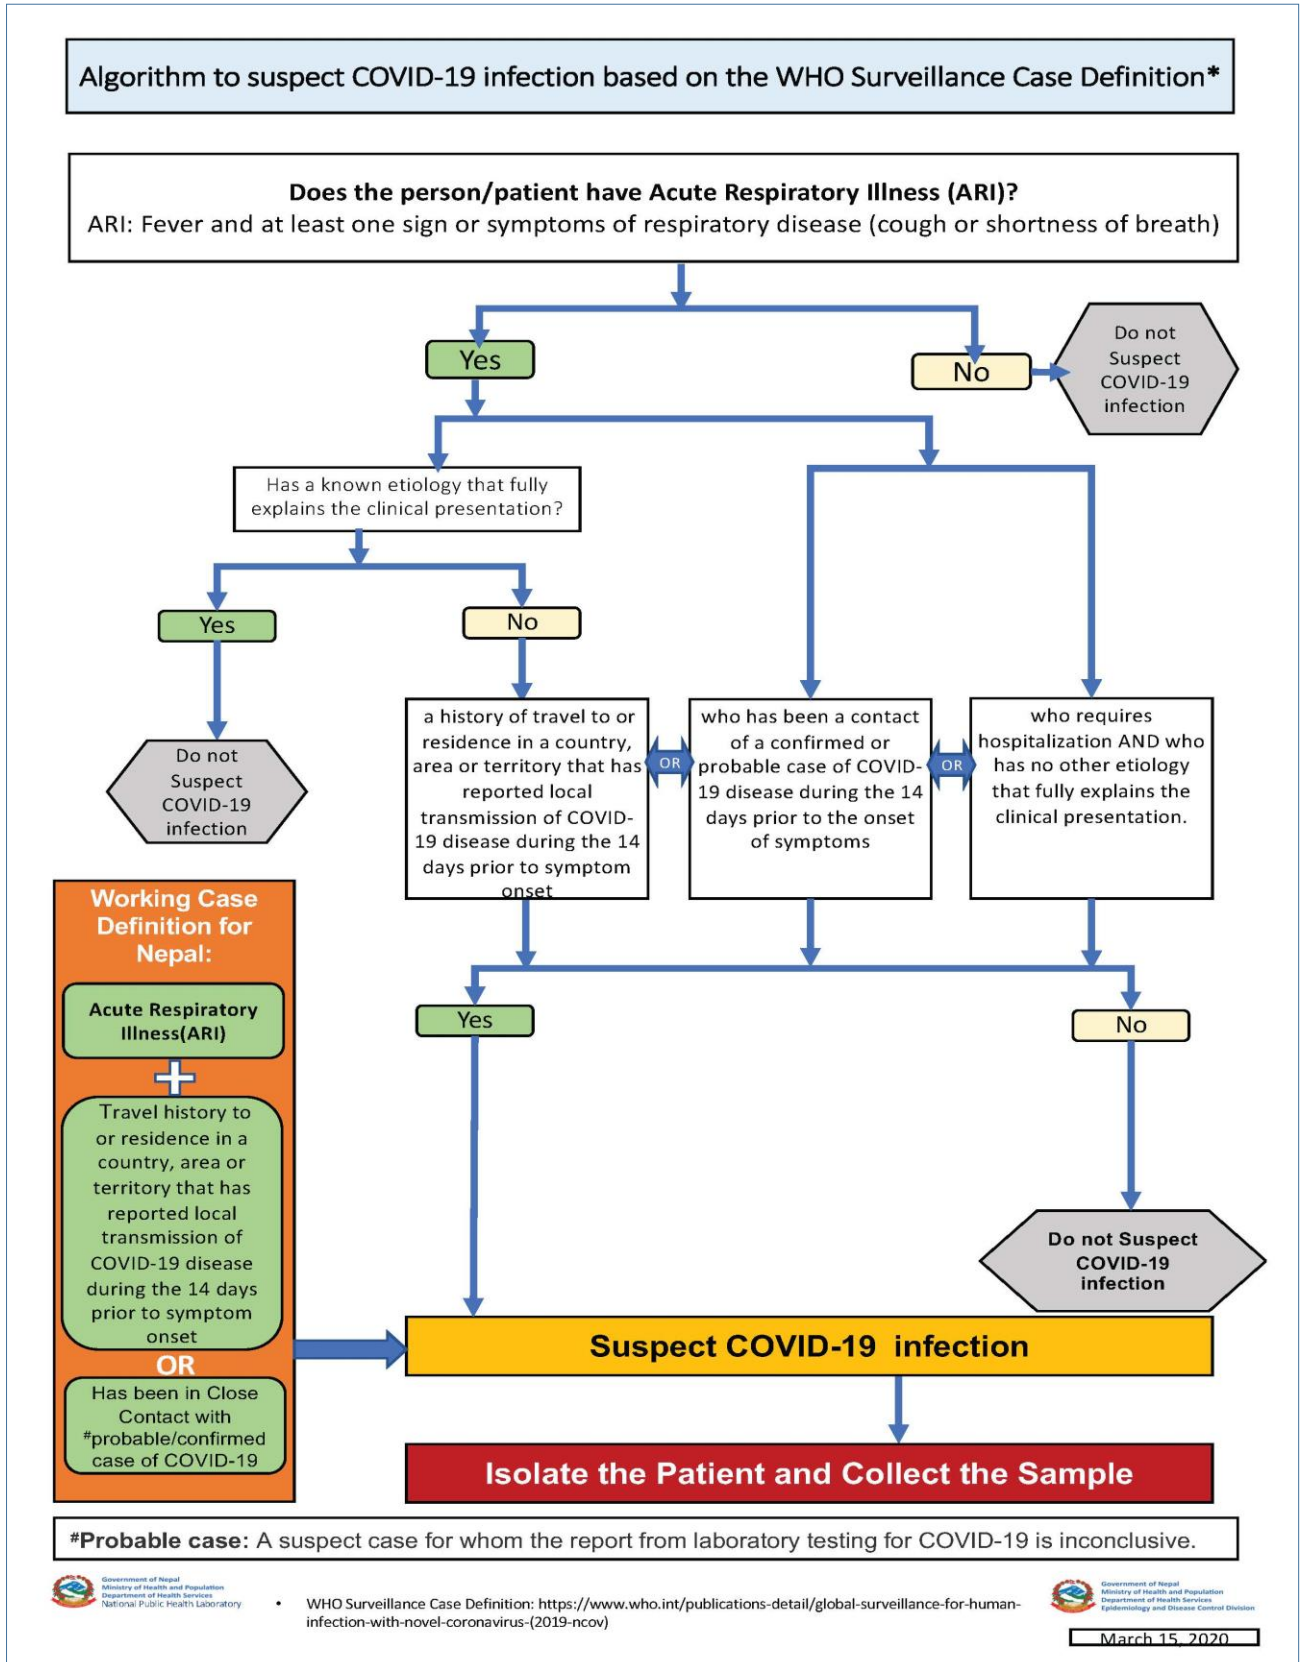 Algorithm to suspect COVID-19 infection based on the WHO Surveillance Case Definition*
Does the person/patient have Acute Respiratory Illness (ARI)?
ARI: Fever and at least one sign or symptoms of respiratory disease (cough or shortness of breath)
Yes
No
Do not
Suspect
COVID-19
infection
Has a known etiology that fully
explains the clinical presentation?
Yes
No
Do not
Suspect
COVID-19
infection
a history of travel to or
residence in a country,
area or territory that has
reported local
transmission of COVID-
19 disease during the 14
days prior to symptom
onset
OR
who has been a contact
of a confirmed or
probable case of COVID-
19 disease during the 14
days prior to the onset
of symptoms
OR
who requires
hospitalization AND who
has no other etiology
that fully explains the
clinical presentation.
Yes
No
Do not Suspect
COVID-19
infection
Working Case
Definition for
Nepal:
Acute Respiratory
Illness(ARI)
+
Travel history to
or residence in a
country, area or
territory that has
reported local
transmission of
COVID-19 disease
during the 14 days
prior to symptom
onset
OR
Has been in Close
Contact with
#probable/confirmed
case of COVID-19
Suspect COVID-19 infection
Isolate the Patient and Collect the Sample
#Probable case: A suspect case for whom the report from laboratory testing for COVID-19 is inconclusive.
Government of Nepal
Ministry of Health and Population
Department of Health Services
National Public Health Laboratory
• WHO Surveillance Case Definition: https://www.who.int/publications-detail/global-surveillance-for-human-
infection-with-novel-coronavirus-(2019-ncov)
Government of Nepal
Ministry of Health and Population
Department of Health Services
Epidemiology and Disease Control Division
March 15, 2020